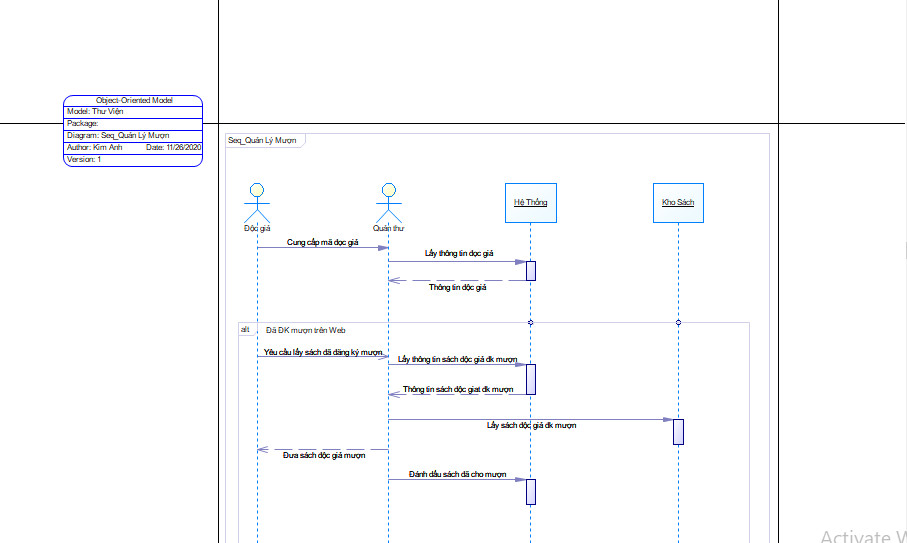 Object-Oriented Model
Model: Thư Viện
Package:
Diagram: Seq_Quản Lý Mượn
Author: Kim Anh Date: 11/26/2020
Version: 1
Seq_Quản Lý Mượn
Độc giả
Quản thư
Hệ Thống
Kho Sách
Cung cấp mã độc giả
Lấy thông tin độc giả
Thông tin độc giả
alt
Đã ĐK mượn trên Web
Yêu cầu lấy sách đã đăng ký mượn
Lấy thông tin sách độc giả đk mượn
Thông tin sách độc giat đk mượn
Lấy sách độc giả đk mượn
Đưa sách độc giả mượn
Đánh dấu sách đã cho mượn
Activate W